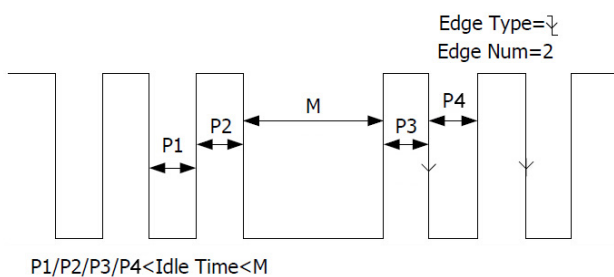 Edge Type=
Edge Num=2
M
P4
P2
P3
P1
P1/P2/P3/P4<Idle Time<M